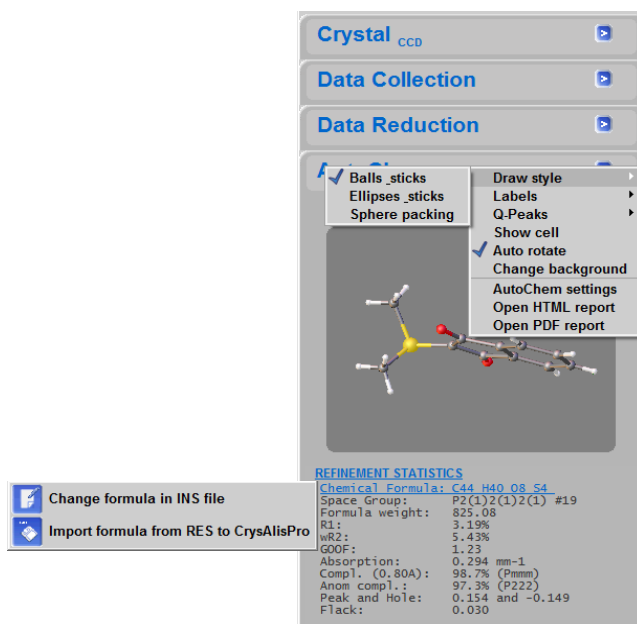 Crystal CCD
Data Collection
Data Reduction
Balls_sticks
Ellipses_sticks
Sphere packing
Draw style
Labels
Q-Peaks
Show cell
Auto rotate
Change background
AutoChem settings
Open HTML report
Open PDF report
REFINEMENT STATISTICS
Chemical Formula: C44 H40 O8 S4
Space Group: P2(1)2(1)2(1) #19
Formula weight: 825.08
R1: 3.19%
wR2: 5.43%
GOOF: 1.23
Absorption: 0.294 mm-1
Compl. (0.80A): 98.7% (Pmmm)
Anom compl.: 97.3% (P222)
Peak and Hole: 0.154 and -0.149
Flack: 0.030
Change formula in INS file
Import formula from RES to CrysAlisPro